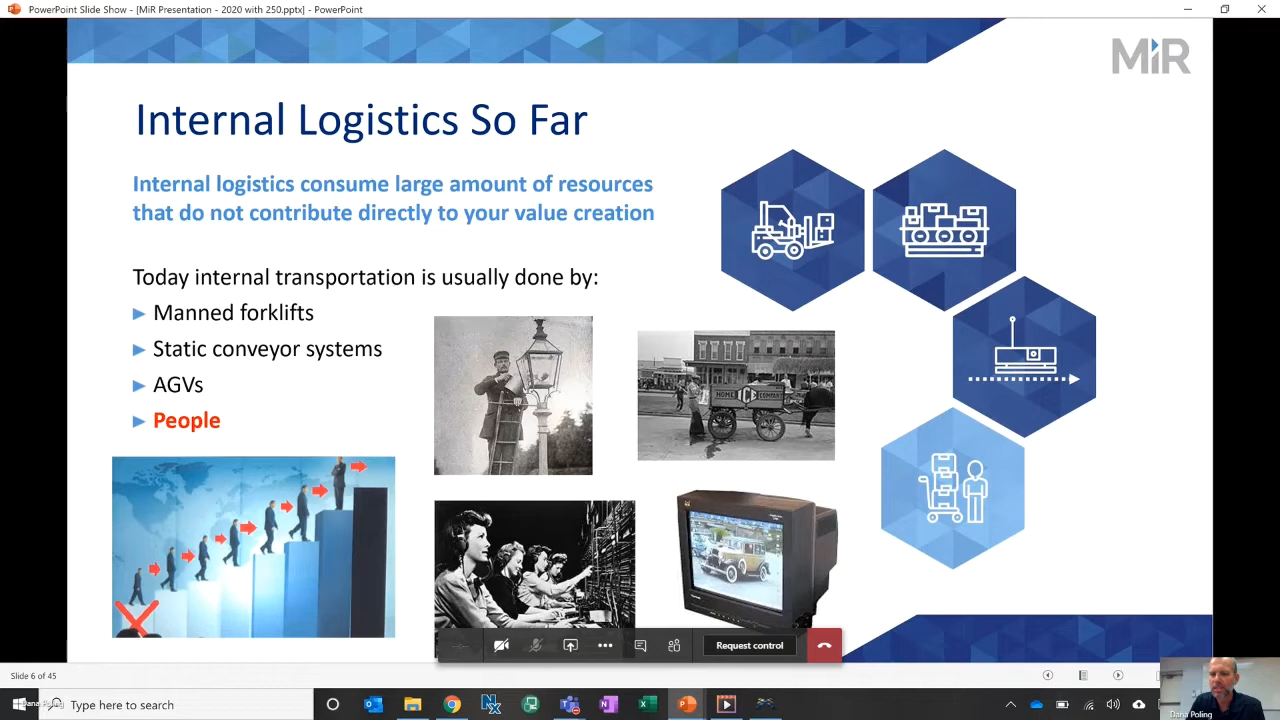 PowerPoint Slide Show - [MiR Presentation - 2020 with 250.pptx] - PowerPoint
MiR
Internal Logistics So Far
Internal logistics consume large amount of resources
that do not contribute directly to your value creation
Today internal transportation is usually done by:
Manned forklifts
Static conveyor systems
AGVs
People
HOME ICE COMPANY
Request control
Slide 6 of 45
Type here to search
Dana Poling
Dana Poling